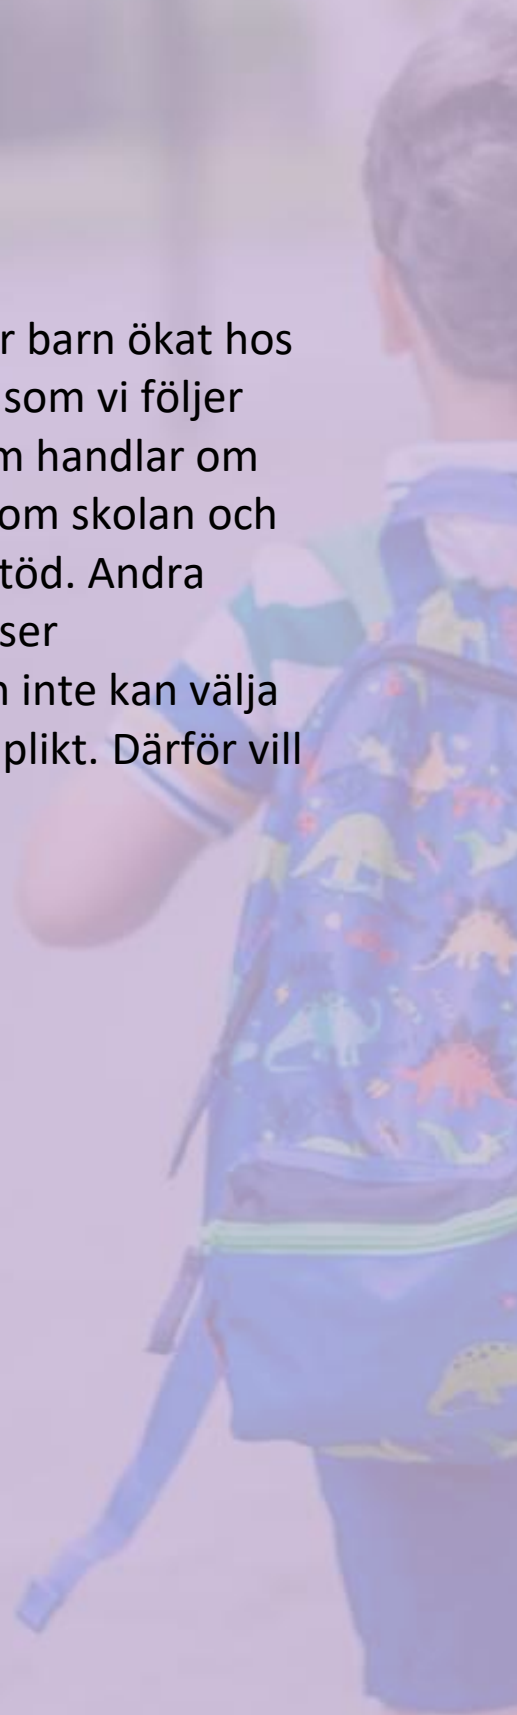 r barn ökat hos
som vi följer
m handlar om
om skolan och
töd. Andra
ser
n inte kan välja
plikt. Därför vill